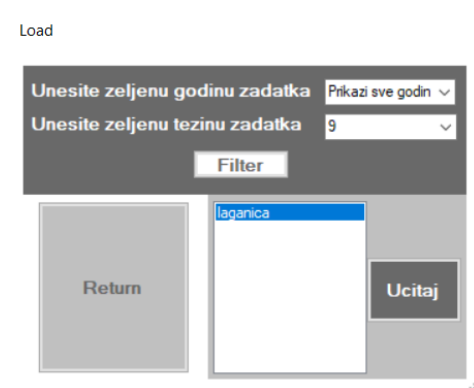 Load
Unesite zeljenu godinu zadatka
Prikazi sve godin
Unesite zeljenu tezinu zadatka
9
Filter
laganica
Return
Ucitaj